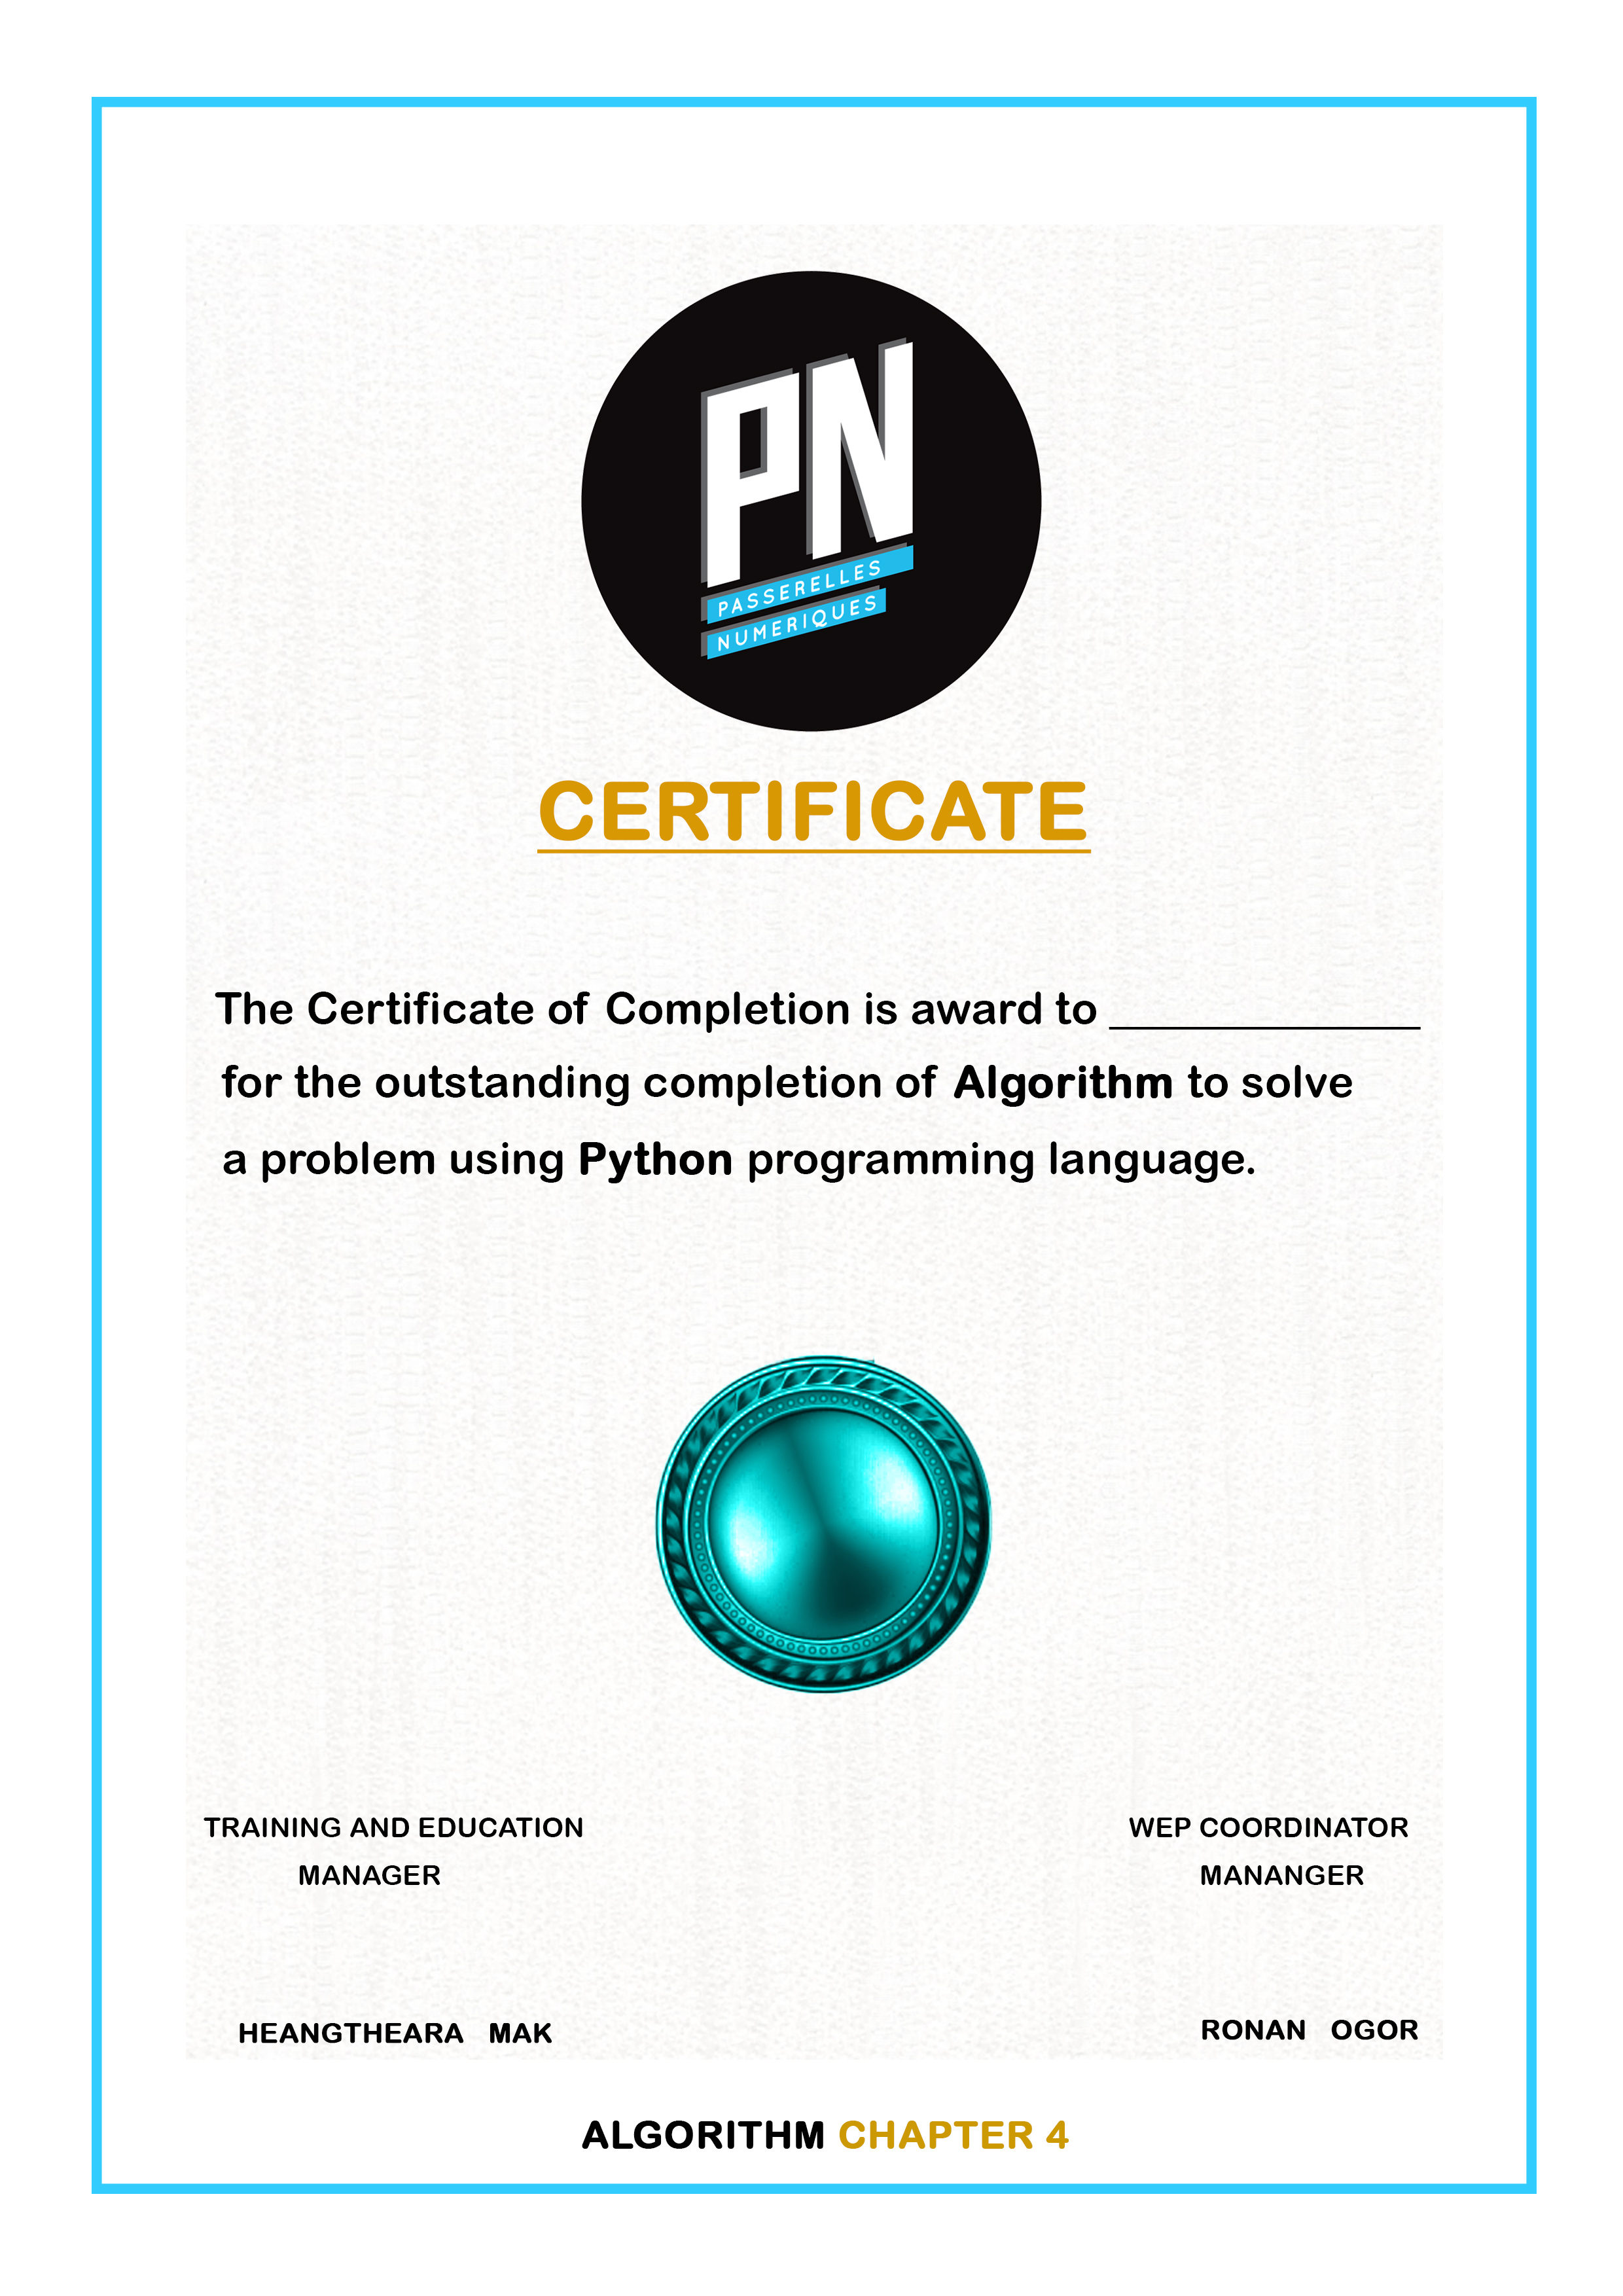 PN
PASSERELLES
NUMERIQUES
CERTIFICATE
The Certificate of Completion is award to ______________
for the outstanding completion of Algorithm to solve
a problem using Python programming language.
TRAINING AND EDUCATION
MANAGER
WEP COORDINATOR
MANANGER
HEANGTHEARA MAK
RONAN OGOR
ALGORITHM CHAPTER 4